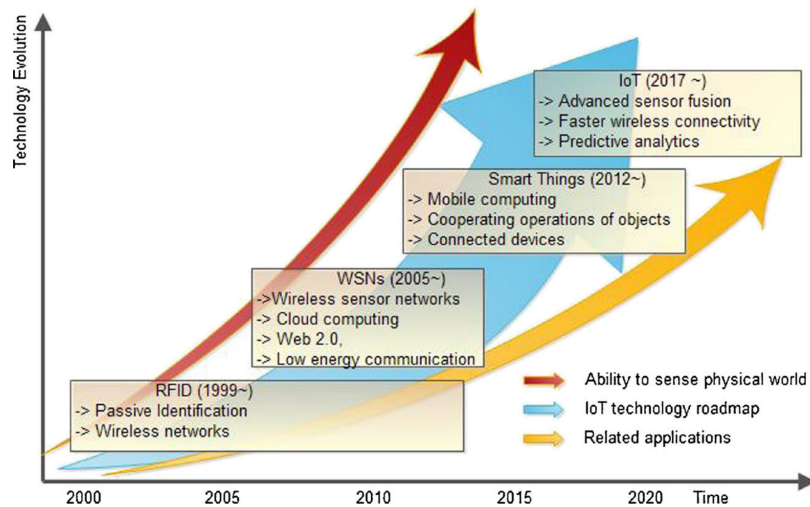 Technology Evolution
IoT (2017 ~)
-> Advanced sensor fusion
-> Faster wireless connectivity
-> Predictive analytics
Smart Things (2012~)
-> Mobile computing
-> Cooperating operations of objects
-> Connected devices
WSNs (2005~)
->Wireless sensor networks
-> Cloud computing
-> Web 2.0,
-> Low energy communication
RFID (1999~)
-> Passive Identification
-> Wireless networks
Ability to sense physical world
IoT technology roadmap
Related applications
2000 2005 2010 2015 2020 Time